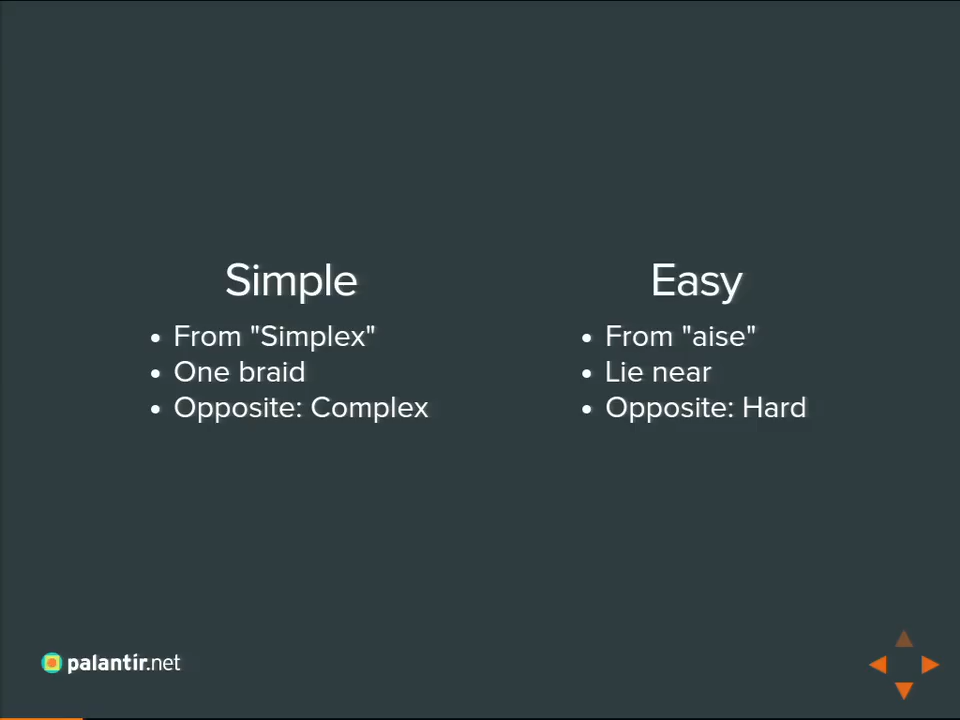 Simple
• From "Simplex"
• One braid
• Opposite: Complex
Easy
• From "aise"
• Lie near
• Opposite: Hard
palantir.net